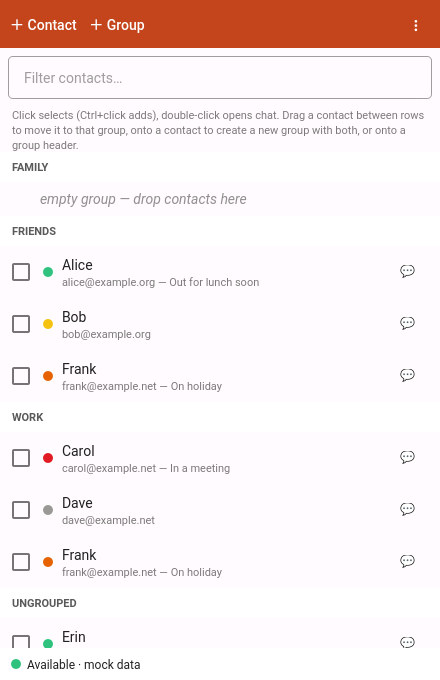 + Contact + Group
Filter contacts…
Click selects (Ctrl+click adds), double-click opens chat. Drag a contact between rows
to move it to that group, onto a contact to create a new group with both, or onto a
group header.
FAMILY
empty group — drop contacts here
FRIENDS
Alice
alice@example.org — Out for lunch soon
Bob
bob@example.org
Frank
frank@example.net — On holiday
WORK
Carol
carol@example.net — In a meeting
Dave
dave@example.net
Frank
frank@example.net — On holiday
UNGROUPED
Erin
Available · mock data